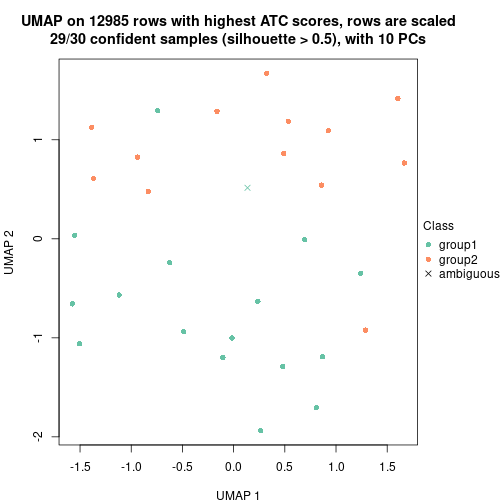 UMAP on 12985 rows with highest ATC scores, rows are scaled
29/30 confident samples (silhouette > 0.5), with 10 PCs
UMAP 2
1
0
-1
-2
-1.5
-1.0
-0.5
0.0
0.5
1.0
1.5
UMAP 1
Class
group1
group2
ambiguous